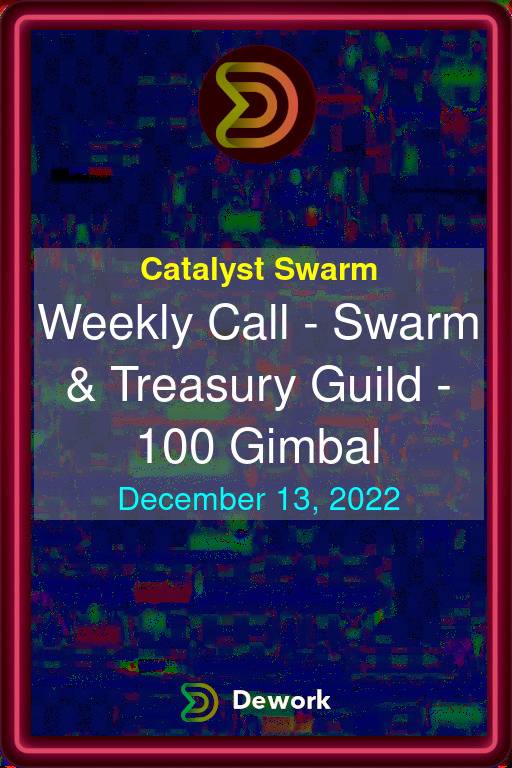 Catalyst Swarm
Weekly Call - Swarm
& Treasury Guild -
100 Gimbal
December 13, 2022
Dework